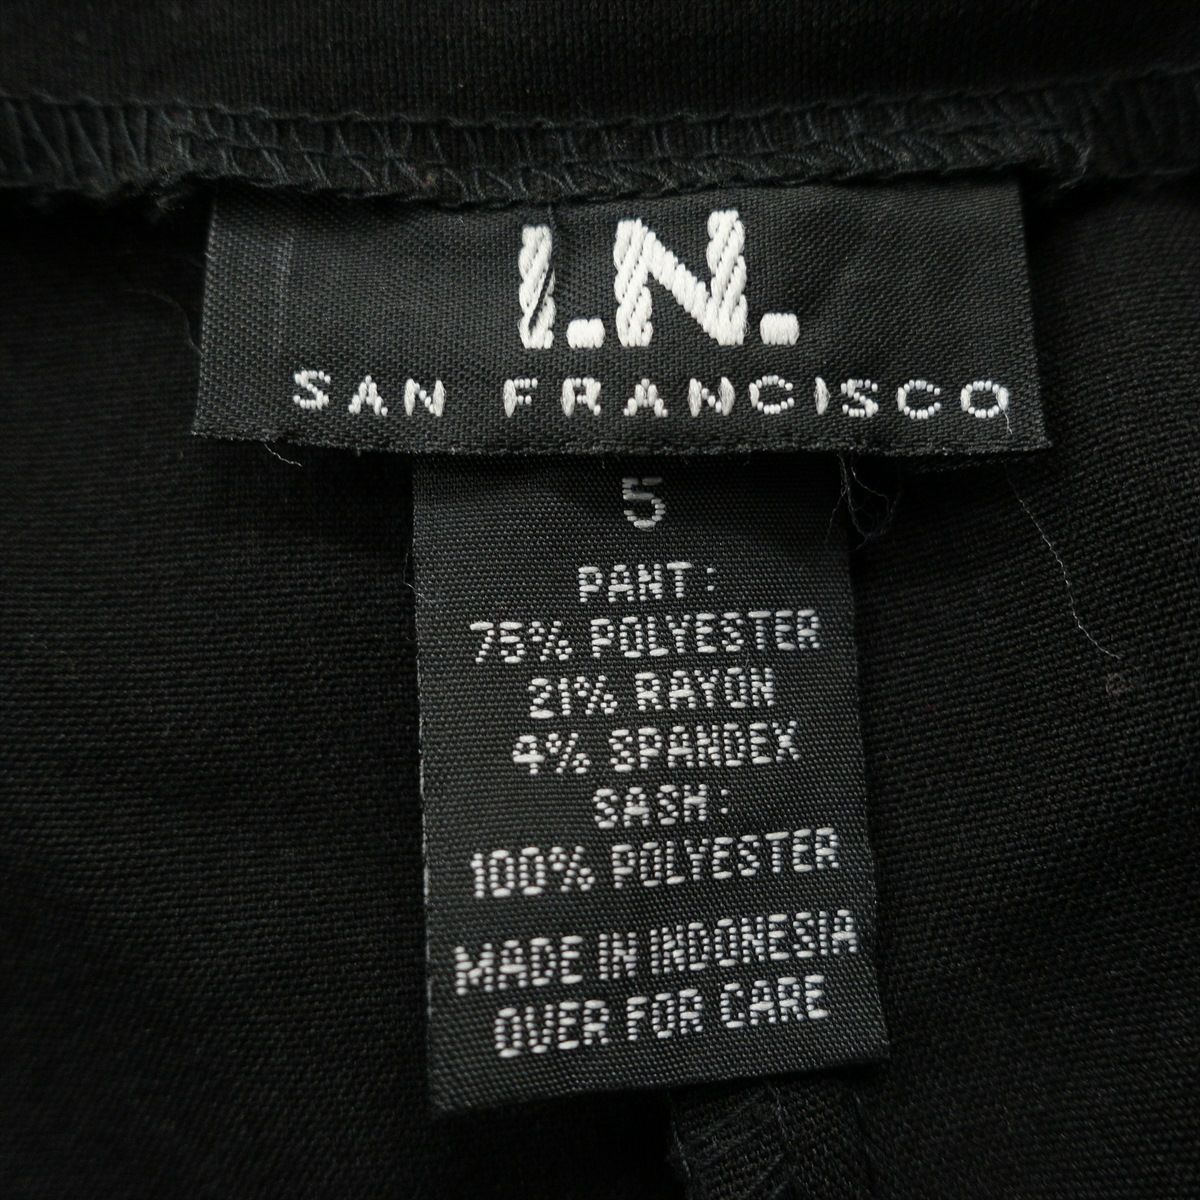 I.N.
SAN FRANCISCO
5
PANT:
75% POLYESTER
21% RAYON
4% SPANDEX
SASH:
100% POLYESTER
MADE IN INDONESIA
OVER FOR CARE